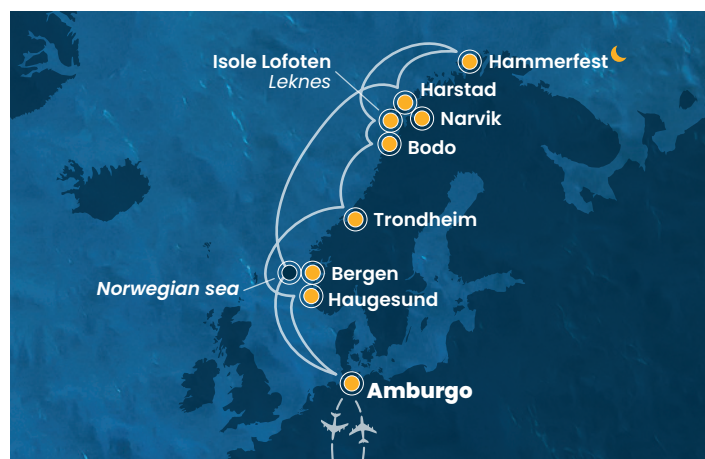 Isole Lofoten
Leknes
Hammerfest
Harstad
Narvik
Bodo
Trondheim
Norwegian sea
Bergen
Haugesund
Amburgo